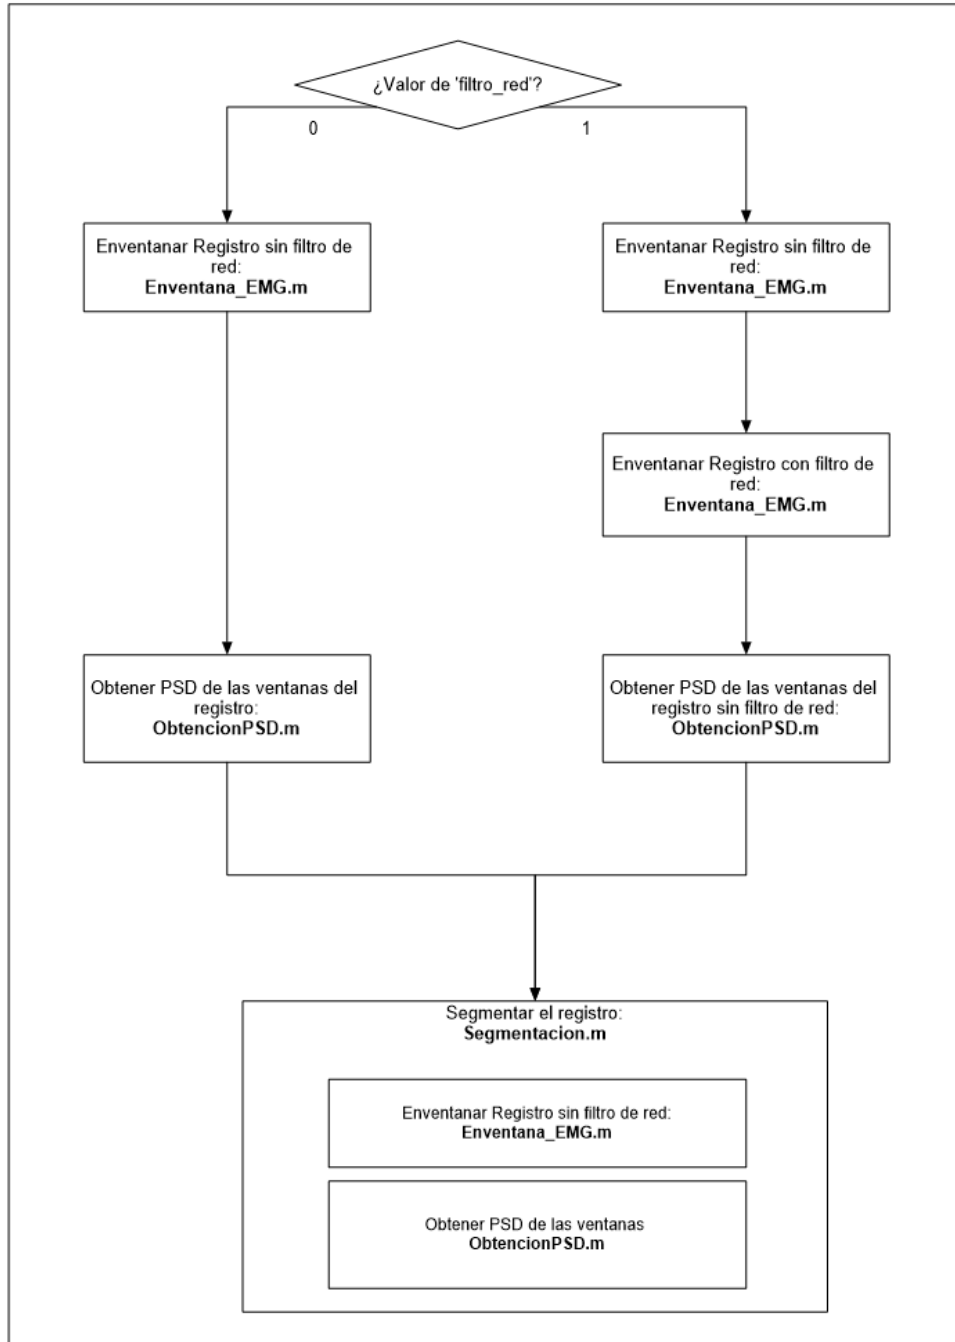 ¿Valor de 'filtro_red'?
0
1
Enventanar Registro sin filtro de
red:
Enventana_EMG.m
Enventanar Registro sin filtro de
red:
Enventana_EMG.m
Enventanar Registro con filtro de
red:
Enventana_EMG.m
Obtener PSD de las ventanas del
registro:
ObtencionPSD.m
Obtener PSD de las ventanas del
registro sin filtro de red:
ObtencionPSD.m
Segmentar el registro:
Segmentacion.m
Enventanar Registro sin filtro de red:
Enventana_EMG.m
Obtener PSD de las ventanas
ObtencionPSD.m